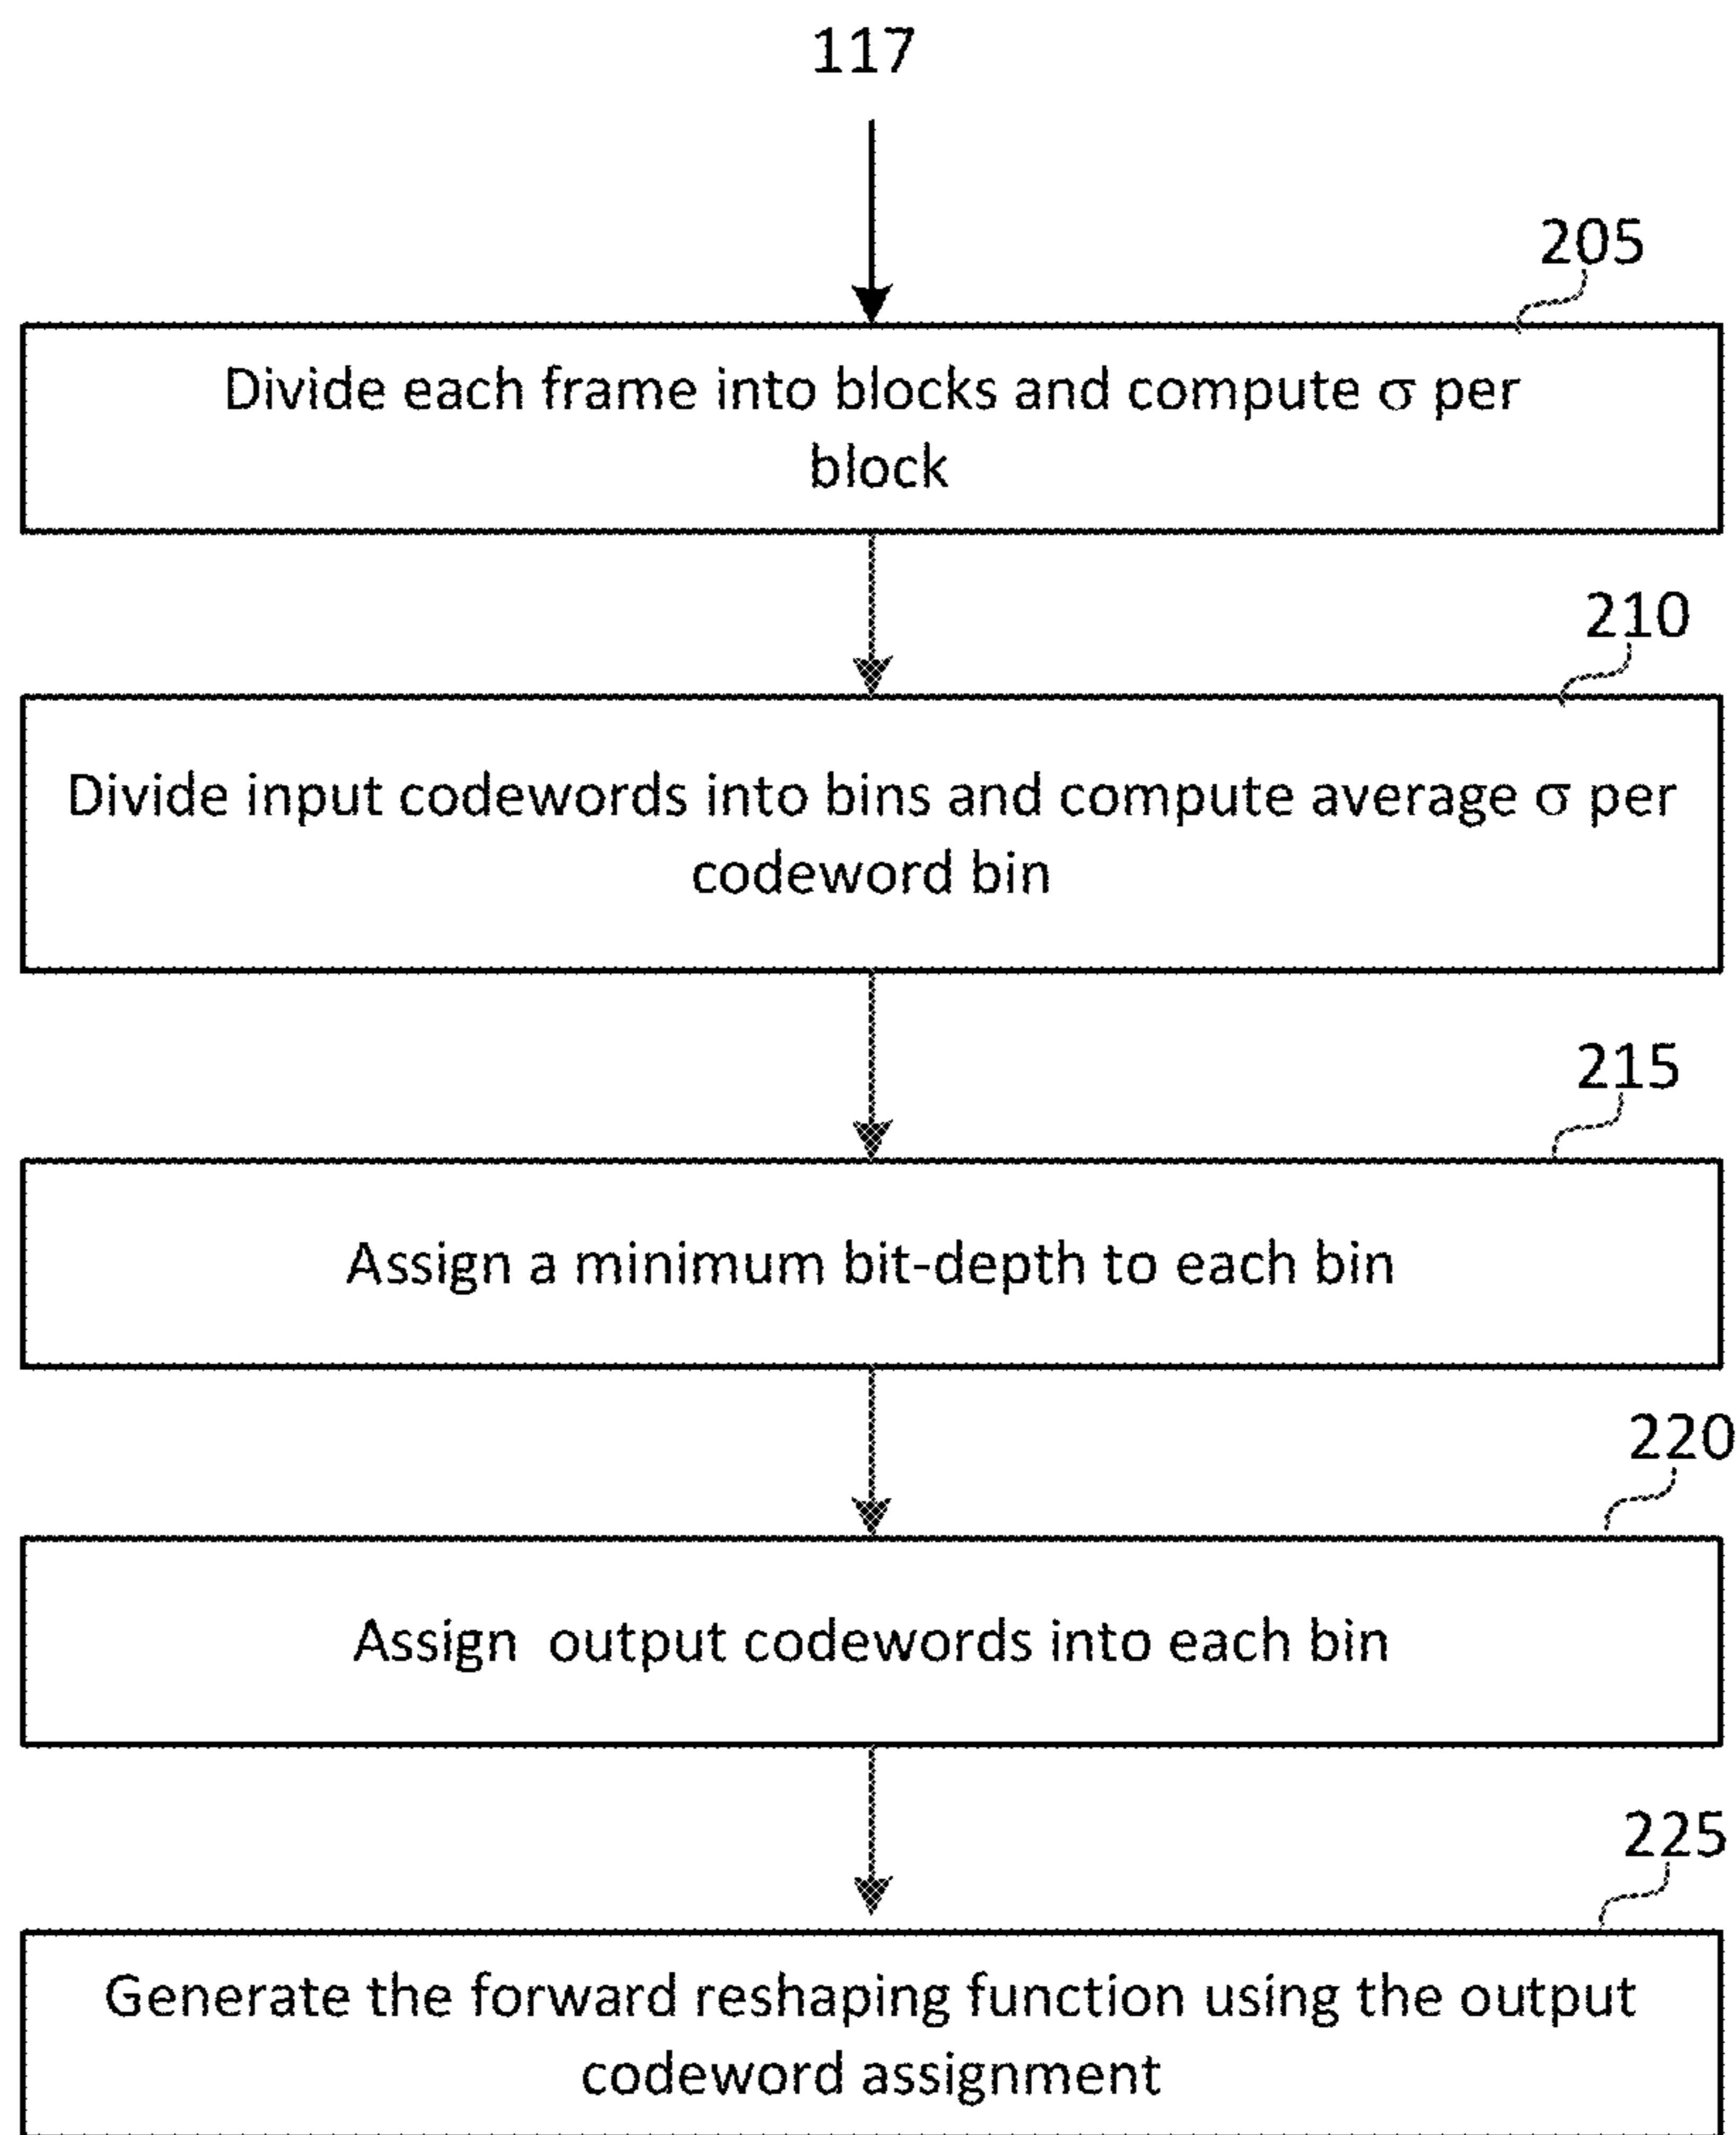 117
205
Divide each frame into blocks and compute σ per
block
210
Divide input codewords into bins and compute average σ per
codeword bin
215
Assign a minimum bit-depth to each bin
220
Assign output codewords into each bin
225
Generate the forward reshaping function using the output
codeword assignment